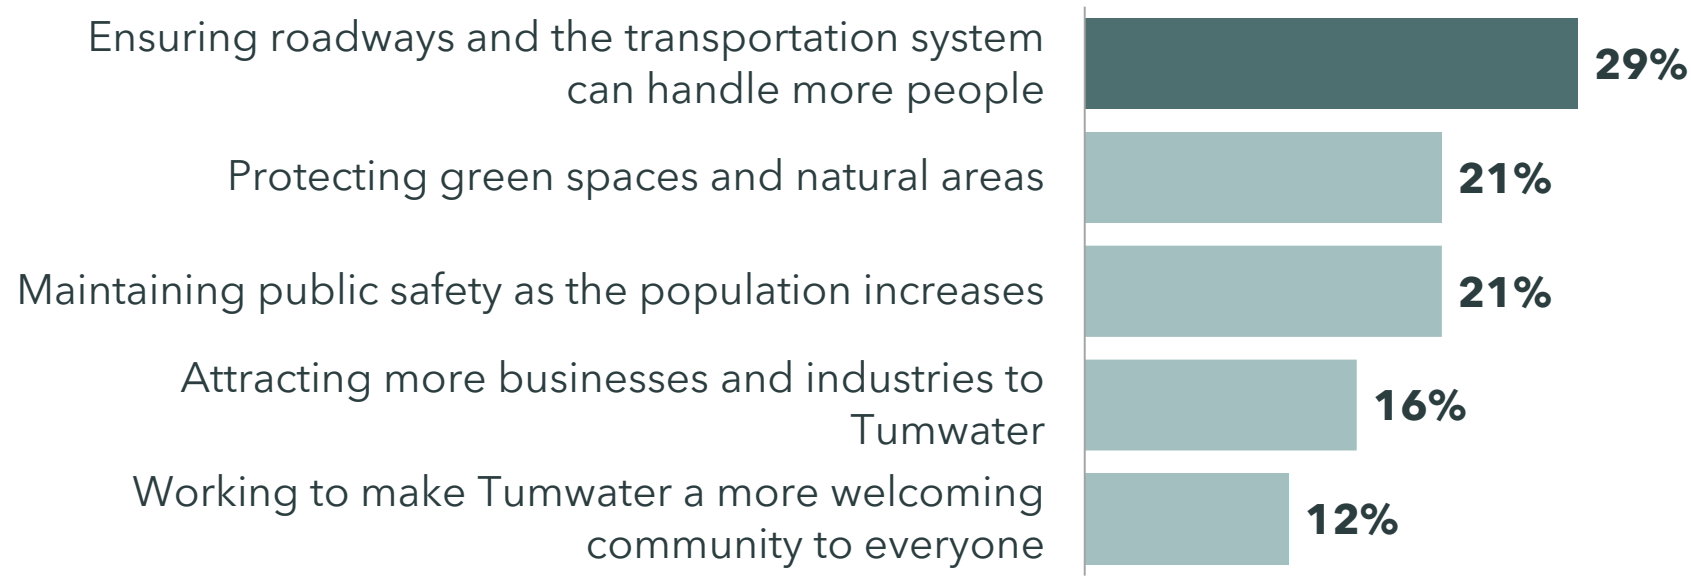 Ensuring roadways and the transportation system
can handle more people
29%
Protecting green spaces and natural areas
21%
Maintaining public safety as the population increases
21%
Attracting more businesses and industries to
Tumwater
16%
Working to make Tumwater a more welcoming
community to everyone
12%